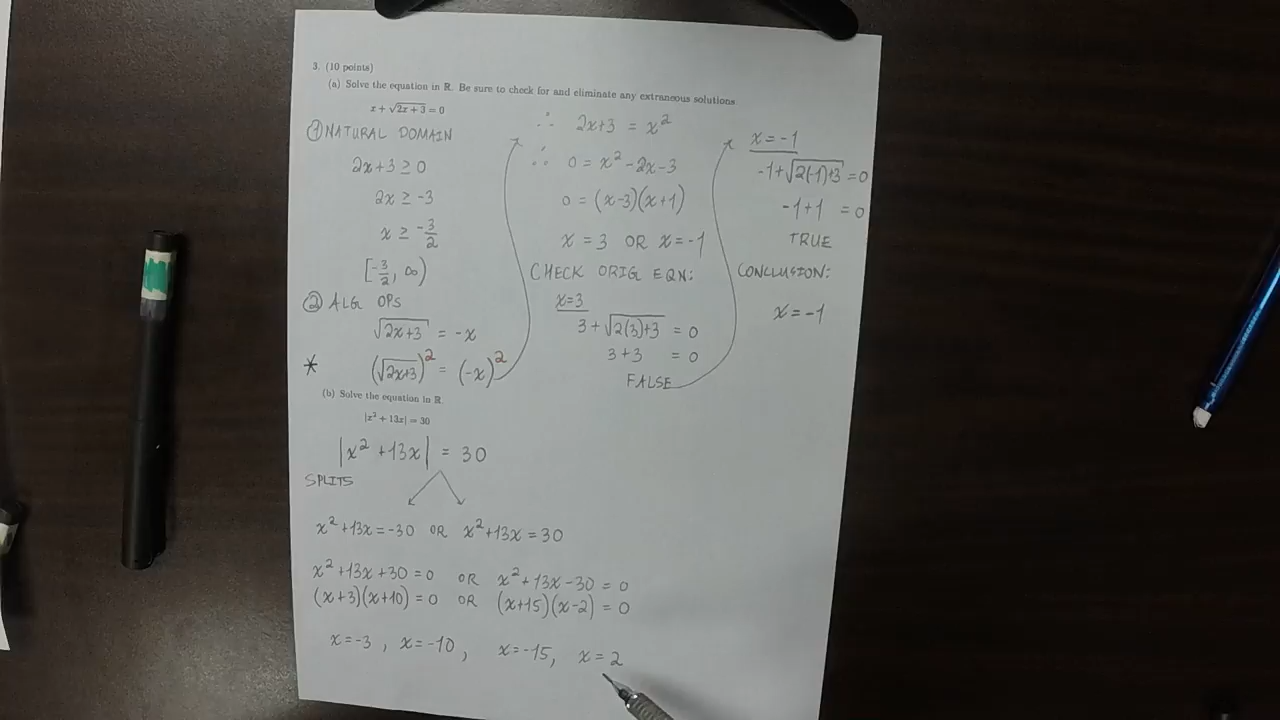 3. (10 points)
(a) Solve the equation in ℝ. Be sure to check for and eliminate any extraneous solutions.
x + √(2x + 3) = 0
① NATURAL DOMAIN
2x+3 ≥ 0
2x ≥ -3
x ≥ -3/2
[-3/2, ∞)
② ALG OPS
√(2x+3) = -x
* (√(2x+3))² = (-x)²
∴ 2x+3 = x²
∴ 0 = x² - 2x - 3
0 = (x-3)(x+1)
x = 3 OR x = -1
CHECK ORIG EQN:
x=3
3 + √(2(3)+3) = 0
3+3 = 0
FALSE
x = -1
-1 + √(2(-1)+3) = 0
-1+1 = 0
TRUE
CONCLUSION:
x = -1
(b) Solve the equation in ℝ.
|x² + 13x| = 30
|x² + 13x| = 30
SPLITS
x² + 13x = -30 OR x² + 13x = 30
x² + 13x + 30 = 0 OR x² + 13x - 30 = 0
(x+3)(x+10) = 0 OR (x+15)(x-2) = 0
x = -3 , x = -10 , x = -15, x = 2